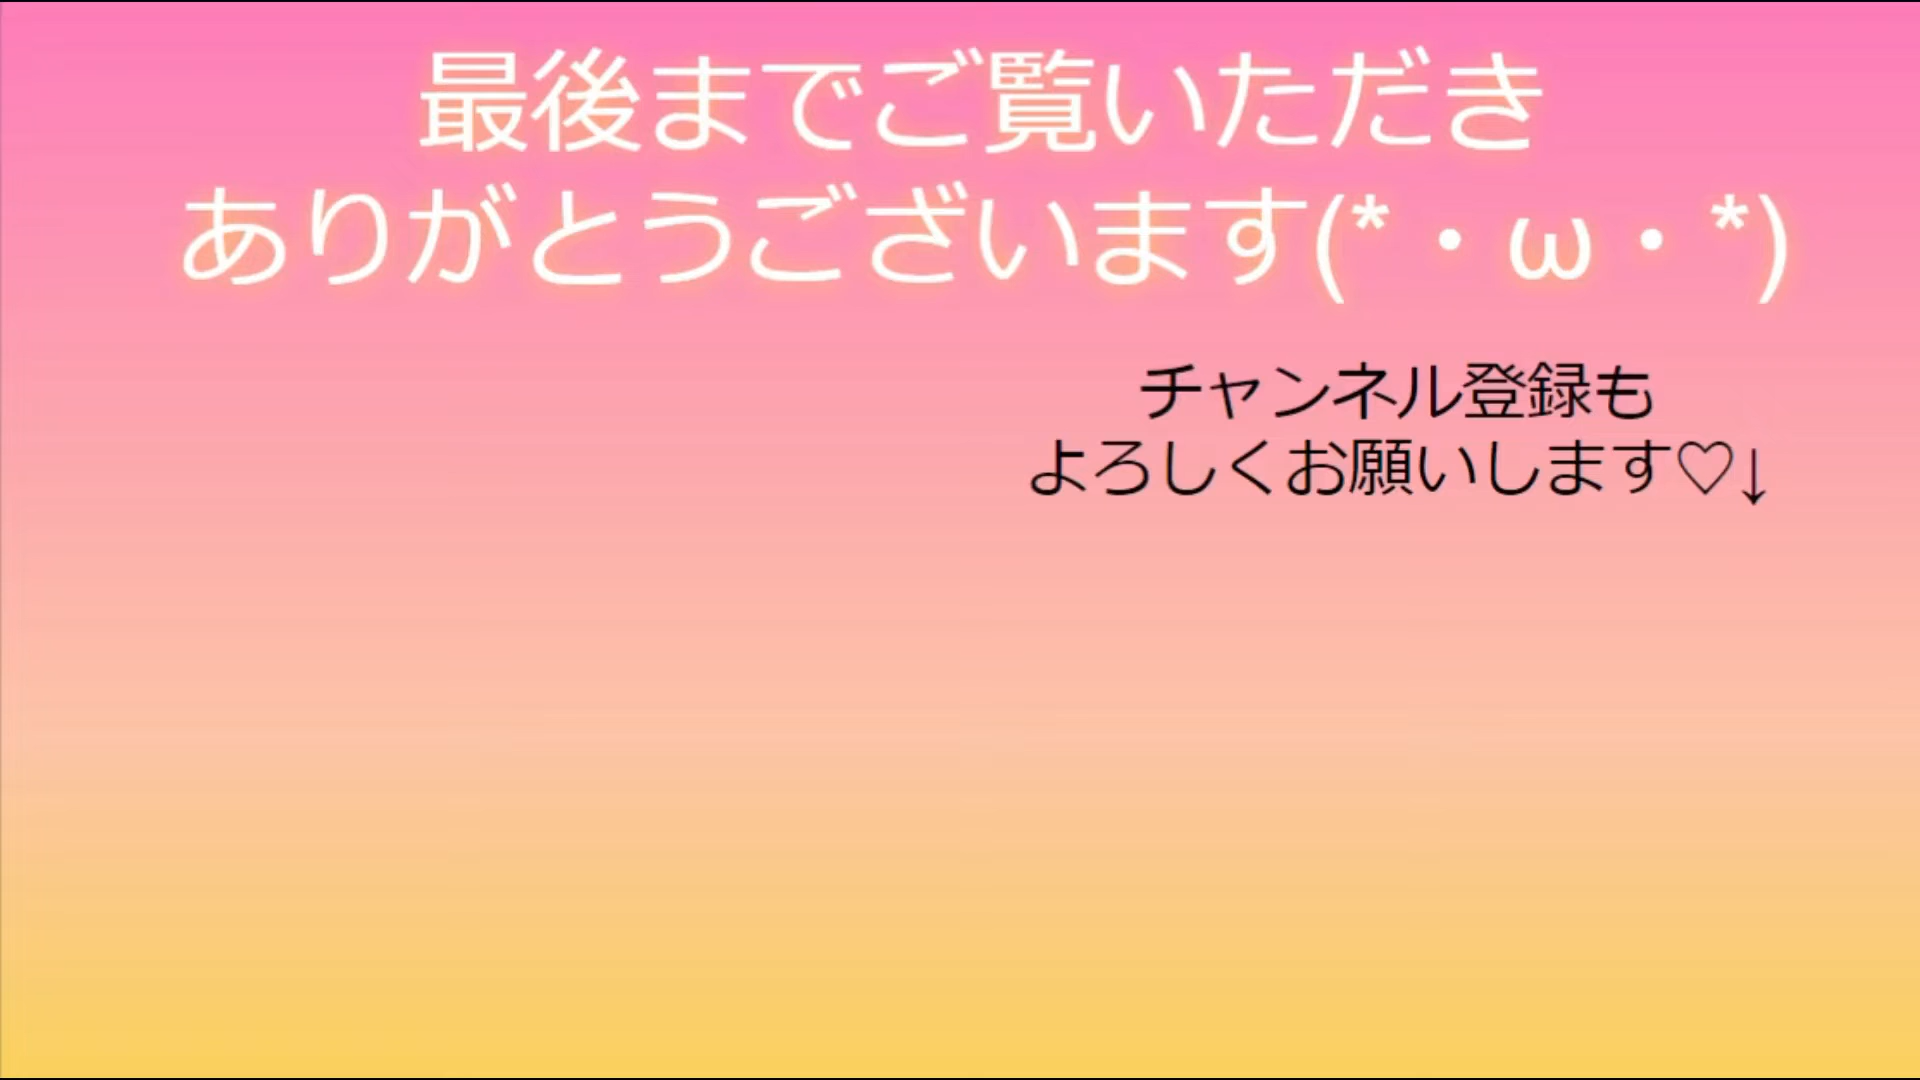 最後までご覧いただき
ありがとうございます(*・ω・*)
チャンネル登録も
よろしくお願いします♡↓